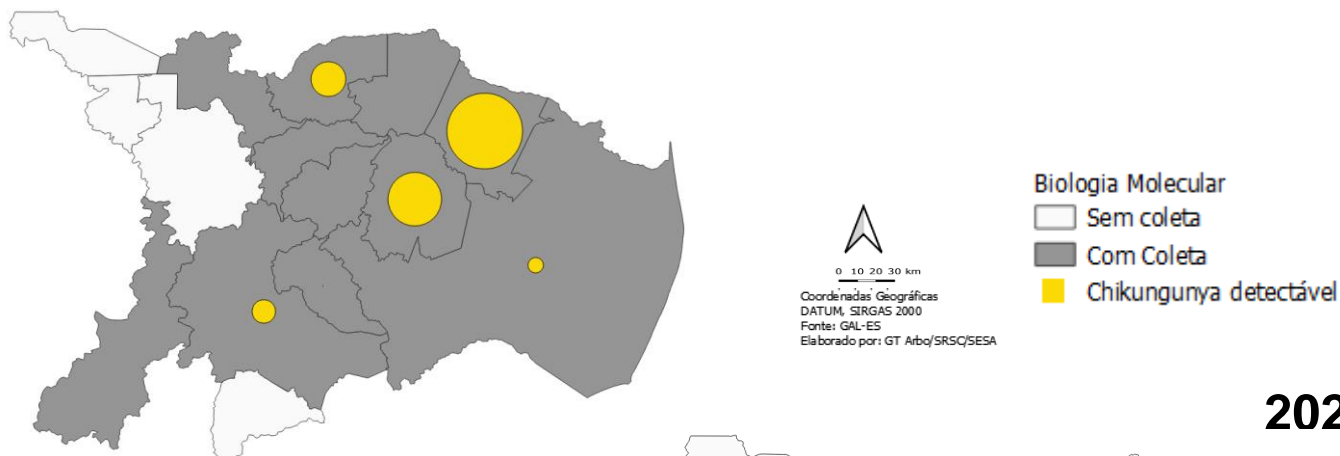 Biologia Molecular
Sem coleta
Com Coleta
Chikungunya detectável
0 10 20 30 km
Coordenadas Geográficas
DATUM, SIRGAS 2000
Fonte: GAL-ES
Elaborado por: GT Arbo/SRSC/SESA
202